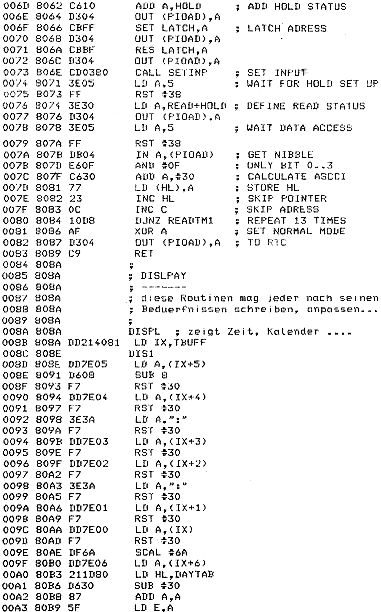 006D 8062 C610 ADD A,HOLD ; ADD HOLD STATUS
006E 8064 D304 OUT (PIOAD),A
006F 8066 CBFF SET LATCH,A ; LATCH ADRESS
0070 8068 D304 OUT (PIOAD),A
0071 806A CBBF RES LATCH,A
0072 806C D304 OUT (PIOAD),A
0073 806E CD0380 CALL SETINP ; SET INPUT
0074 8071 3E05 LD A,5 ; WAIT FOR HOLD SET UP
0075 8073 FF RST $38
0076 8074 3E30 LD A,READ+HOLD ; DEFINE READ STATUS
0077 8076 D304 OUT (PIOAD),A
0078 8078 3E05 LD A,5 ; WAIT DATA ACCESS
0079 807A FF RST $38
007A 807B DB04 IN A,(PIOAD) ; GET NIBBLE
007B 807D E60F AND $0F ; ONLY BIT 0..3
007C 807F C630 ADD A,$30 ; CALCULATE ASCCI
007D 8081 77 LD (HL),A ; STORE HL
007E 8082 23 INC HL ; SKIP POINTER
007F 8083 0C INC C ; SKIP ADRESS
0080 8084 10D8 DJNZ READTM1 ; REPEAT 13 TIMES
0081 8086 AF XOR A ; SET NORMAL MODE
0082 8087 D304 OUT (PIOAD),A ; TO RTC
0083 8089 C9 RET
0084 808A ;
0085 808A ; DISLPAY
0086 808A ; -------
0087 808A ; diese Routinen mag jeder nach seinen
0088 808A ; Beduerfnissen schreiben, anpassen...
0089 808A ;
008A 808A DISPL ; zeigt Zeit, Kalender ....
008B 808A DD214081 LD IX,TBUFF
008C 808E DIS1
008D 808E DD7E05 LD A,(IX+5)
008E 8091 D608 SUB 8
008F 8093 F7 RST $30
0090 8094 DD7E04 LD A,(IX+4)
0091 8097 F7 RST $30
0092 8098 3E3A LD A,":"
0093 809A F7 RST $30
0094 809B DD7E03 LD A,(IX+3)
0095 809E F7 RST $30
0096 809F DD7E02 LD A,(IX+2)
0097 80A2 F7 RST $30
0098 80A3 3E3A LD A,":"
0099 80A5 F7 RST $30
009A 80A6 DD7E01 LD A,(IX+1)
009B 80A9 F7 RST $30
009C 80AA DD7E00 LD A,(IX)
009D 80AD F7 RST $30
009E 80AE DF6A SCAL $6A
009F 80B0 DD7E06 LD A,(IX+6)
00A0 80B3 211D80 LD HL,DAYTAB
00A1 80B6 D630 SUB $30
00A2 80B8 87 ADD A,A
00A3 80B9 5F LD E,A